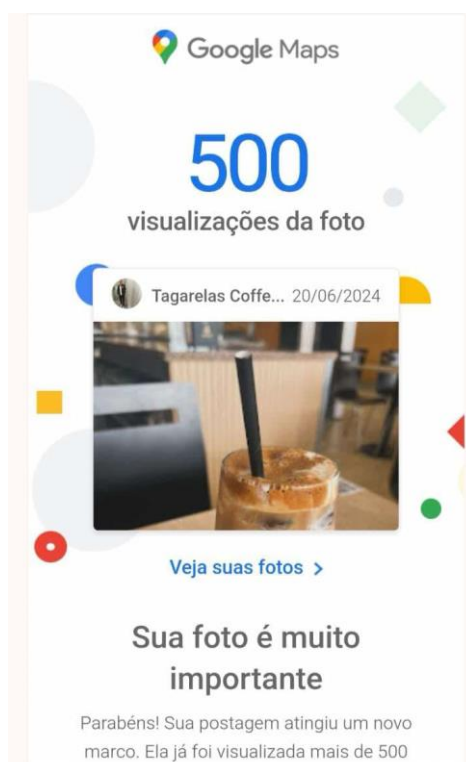 Google Maps
500
visualizações da foto
Tagarelas Coffe... 20/06/2024
Veja suas fotos >
Sua foto é muito
importante
Parabéns! Sua postagem atingiu um novo
marco. Ela já foi visualizada mais de 500